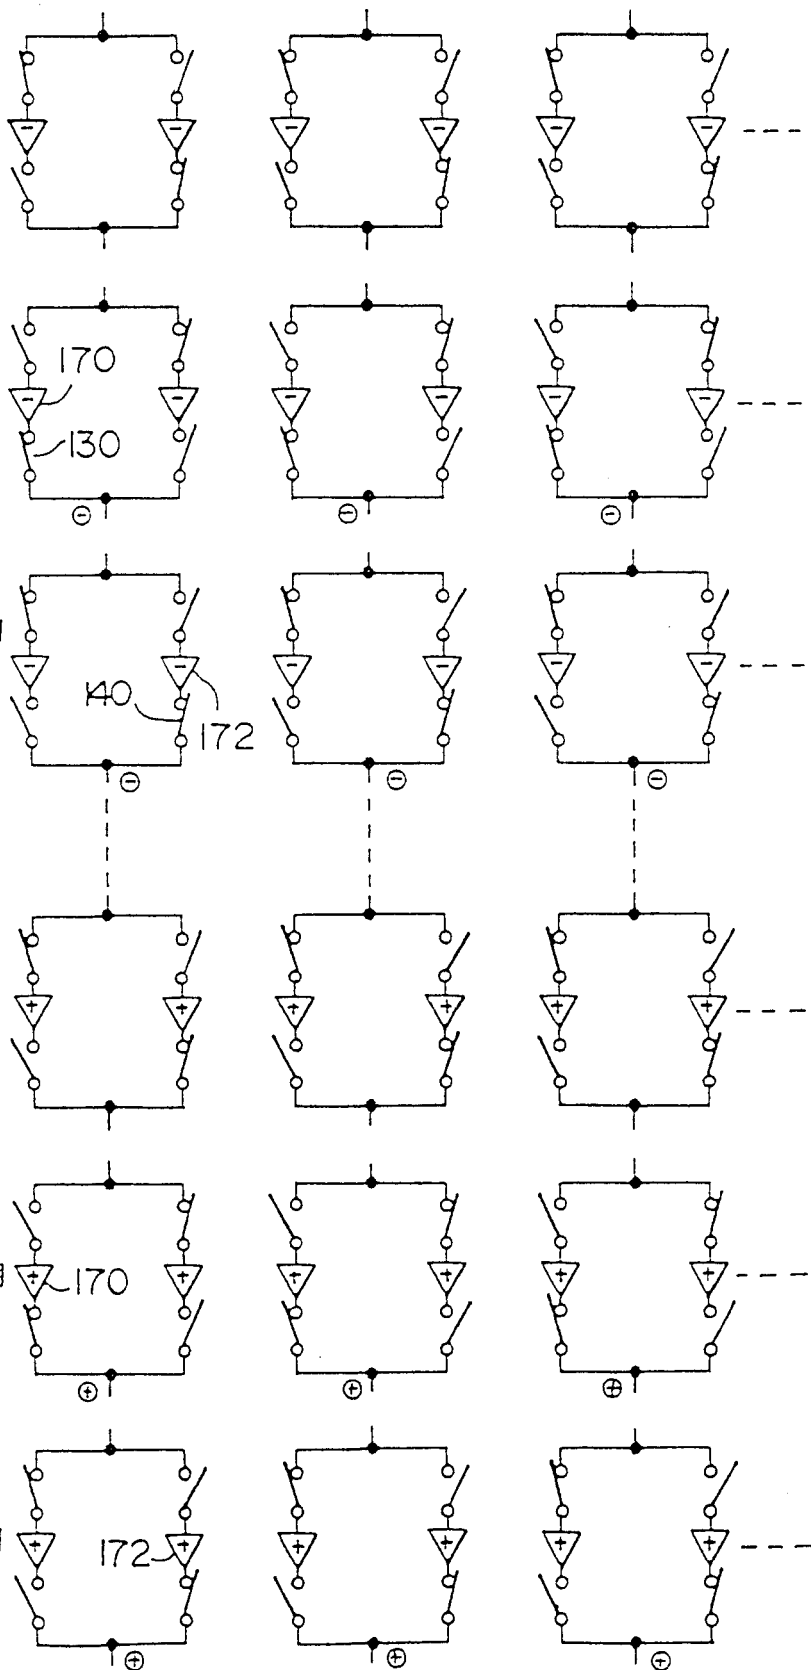 - - - - - -
170
- - - - - -
130
⊖ ⊖ ⊖
- - - - - -
140 172
⊖ ⊖ ⊖
+ + + + + +
+ 170 + + + + +
⊕ ⊕ ⊕
+ 172 + + + + +
⊕ ⊕ ⊕